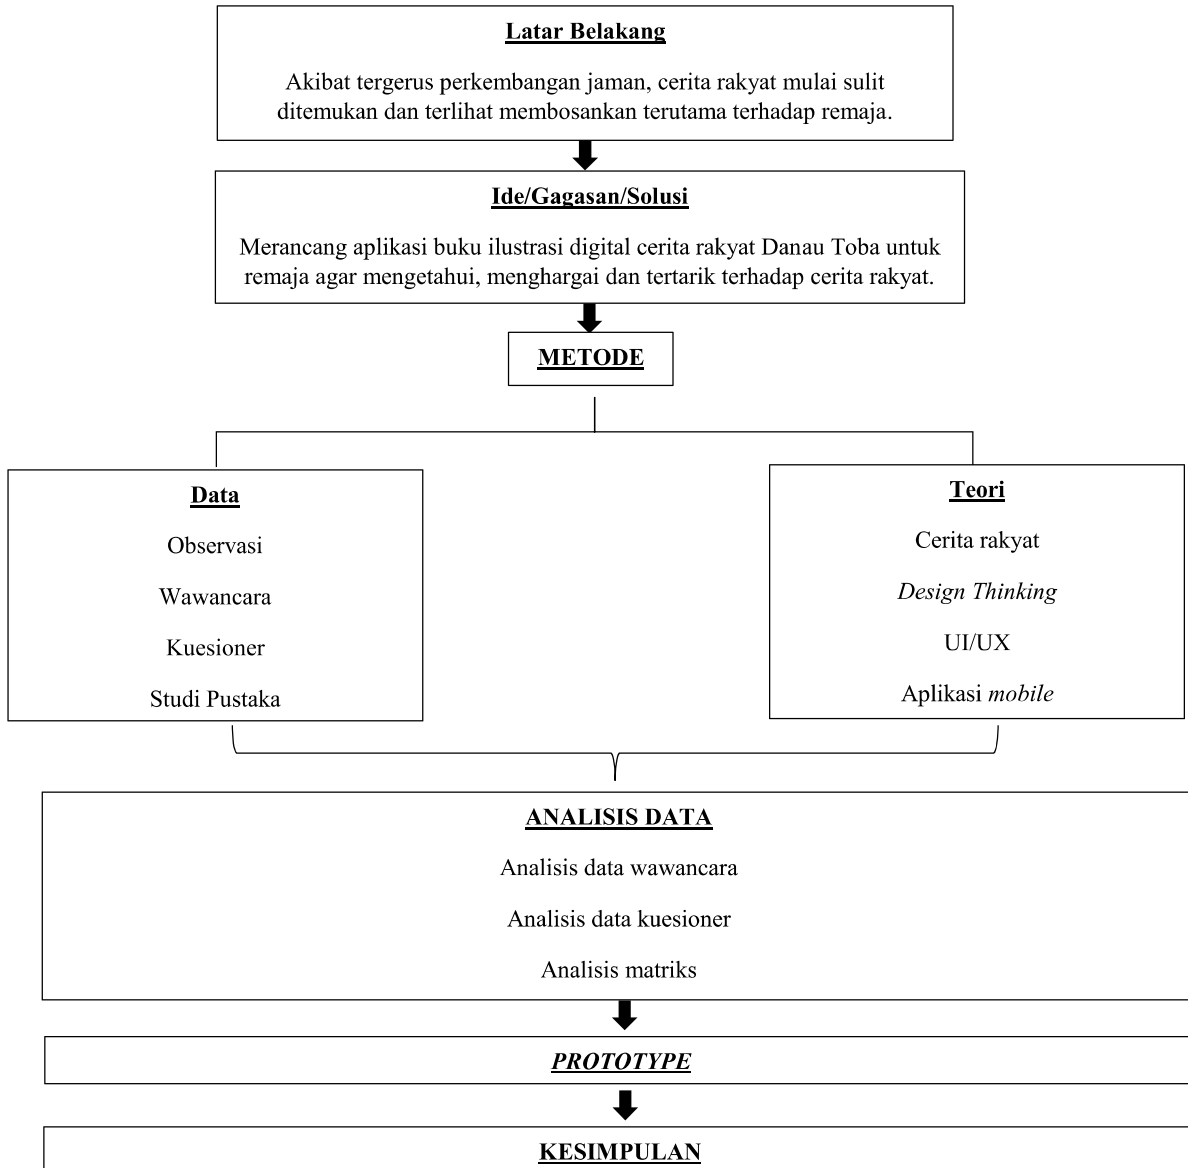 Latar Belakang
Akibat tergerus perkembangan jaman, cerita rakyat mulai sulit
ditemukan dan terlihat membosankan terutama terhadap remaja.
Ide/Gagasan/Solusi
Merancang aplikasi buku ilustrasi digital cerita rakyat Danau Toba untuk
remaja agar mengetahui, menghargai dan tertarik terhadap cerita rakyat.
METODE
Data
Observasi
Wawancara
Kuesioner
Studi Pustaka
Teori
Cerita rakyat
Design Thinking
UI/UX
Aplikasi mobile
ANALISIS DATA
Analisis data wawancara
Analisis data kuesioner
Analisis matriks
PROTOTYPE
KESIMPULAN